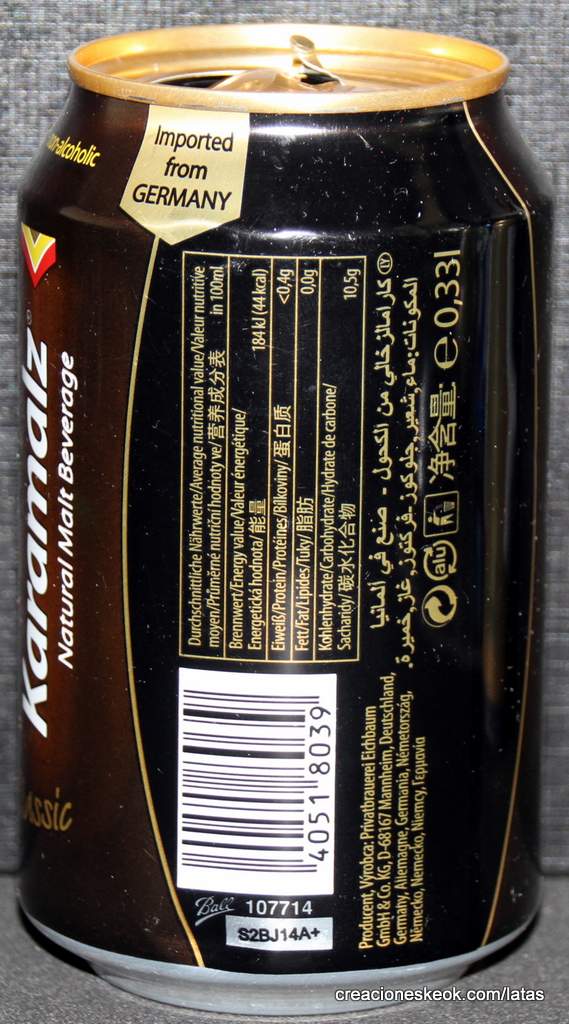 alcoholic
Imported
from
GERMANY
Karamalz®
Natural Malt Beverage
Durchschnittliche Nährwerte/Average nutritional value/Valeur nutritive
moyen/Průměrné nutriční hodnoty ve/营养成分表 in 100ml
Brennwert/Energy value/Valeur énergétique/
Energetická hodnota/能量 184 kJ (44 kcal)
Eiweiß/Protein/Protéines/Bílkoviny/蛋白质 <0,4g
Fett/Fat/Lipides/Tuky/脂肪 0,0g
Kohlenhydrate/Carbohydrate/Hydrate de carbone/
Sacharidy/碳水化合物 10,5g
LY كارامالز خالي من الكحول - صنع في ألمانيا
المكونات: ماء, شعير, جلوكوز-فركتوز, غاز, خميرة.
alu 净含量: e 0,33l
4051 8039
Producent, Výrobca: Privatbrauerei Eichbaum
GmbH & Co. KG, D-68167 Mannheim, Deutschland,
Germany, Allemagne, Germania, Németország,
Německo, Nemecko, Niemcy, Γερμανία
Ball 107714
S2BJ14A+
creacioneskeok.com/latas